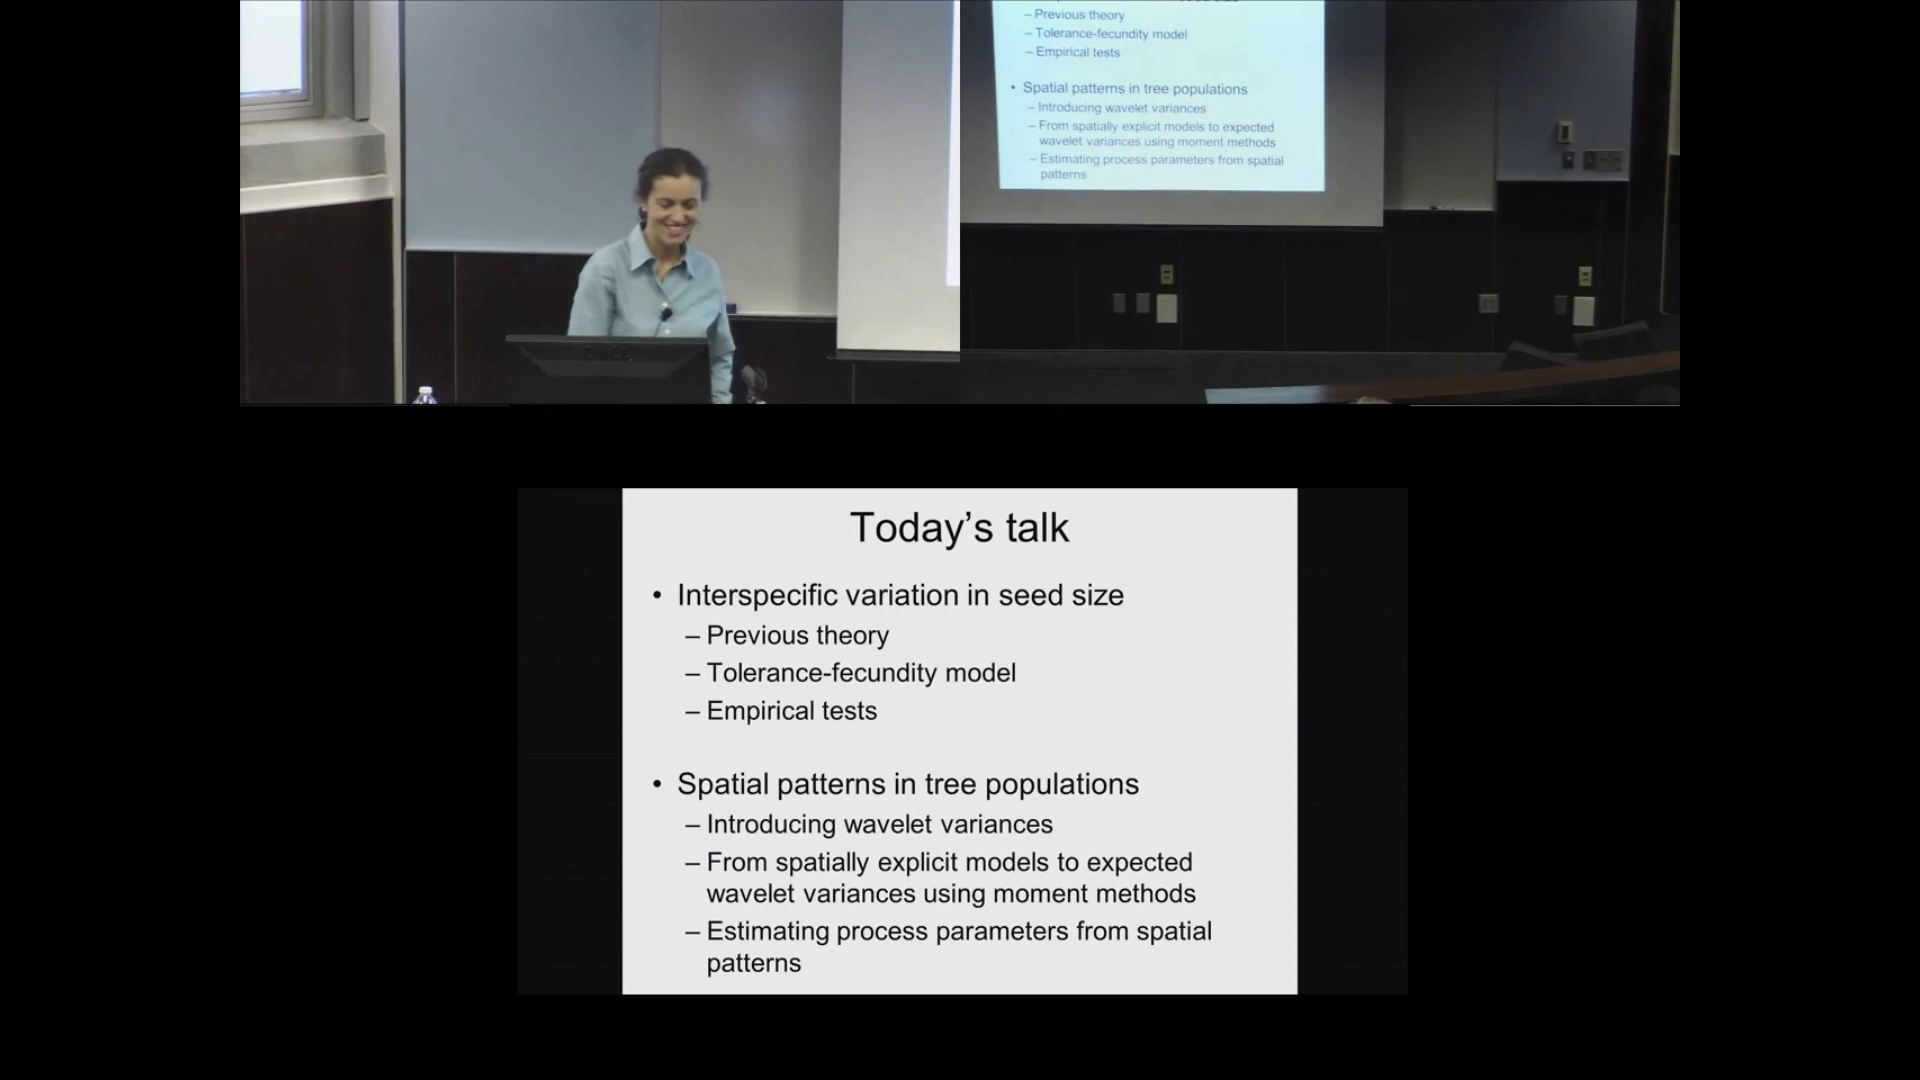 – Previous theory
– Tolerance-fecundity model
– Empirical tests
• Spatial patterns in tree populations
– Introducing wavelet variances
– From spatially explicit models to expected
wavelet variances using moment methods
– Estimating process parameters from spatial
patterns
Today’s talk
• Interspecific variation in seed size
– Previous theory
– Tolerance-fecundity model
– Empirical tests
• Spatial patterns in tree populations
– Introducing wavelet variances
– From spatially explicit models to expected
wavelet variances using moment methods
– Estimating process parameters from spatial
patterns